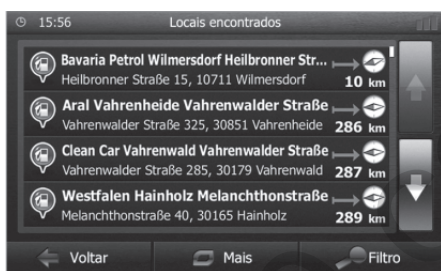 15:56 Locais encontrados
Bavaria Petrol Wilmersdorf Heilbronner Str...
Heilbronner Straße 15, 10711 Wilmersdorf 10 km
Aral Vahrenheide Vahrenwalder Straße
Vahrenwalder Straße 325, 30851 Vahrenheide 286 km
Clean Car Vahrenwald Vahrenwalder Straße
Vahrenwalder Straße 285, 30179 Vahrenwald 287 km
Westfalen Hainholz Melanchthonstraße
Melanchthonstraße 40, 30165 Hainholz 289 km
Voltar Mais Filtro